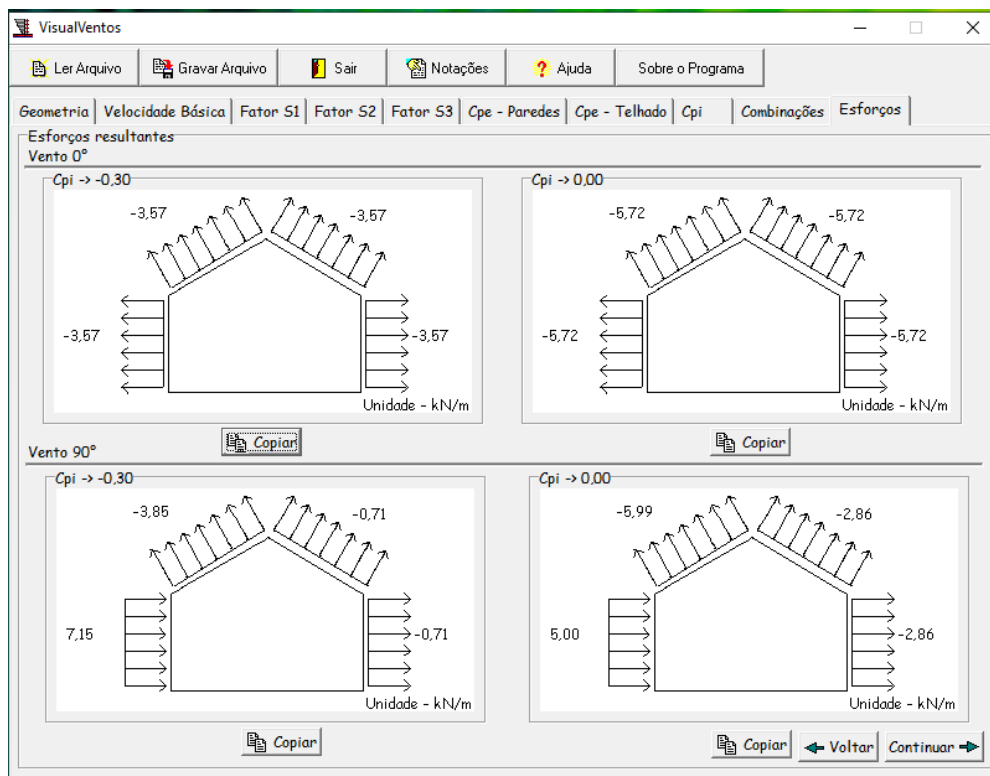 VisualVentos
Ler Arquivo Gravar Arquivo Sair Notações Ajuda Sobre o Programa
Geometria Velocidade Básica Fator S1 Fator S2 Fator S3 Cpe - Paredes Cpe - Telhado Cpi Combinações Esforços
Esforços resultantes
Vento 0°
Cpi -> -0,30 Cpi -> 0,00
-3,57 -3,57 -5,72 -5,72
-3,57 -3,57 -5,72 -5,72
Unidade - kN/m Unidade - kN/m
Copiar Copiar
Vento 90°
Cpi -> -0,30 Cpi -> 0,00
-3,85 -0,71 -5,99 -2,86
7,15 -0,71 5,00 -2,86
Unidade - kN/m Unidade - kN/m
Copiar Copiar Voltar Continuar